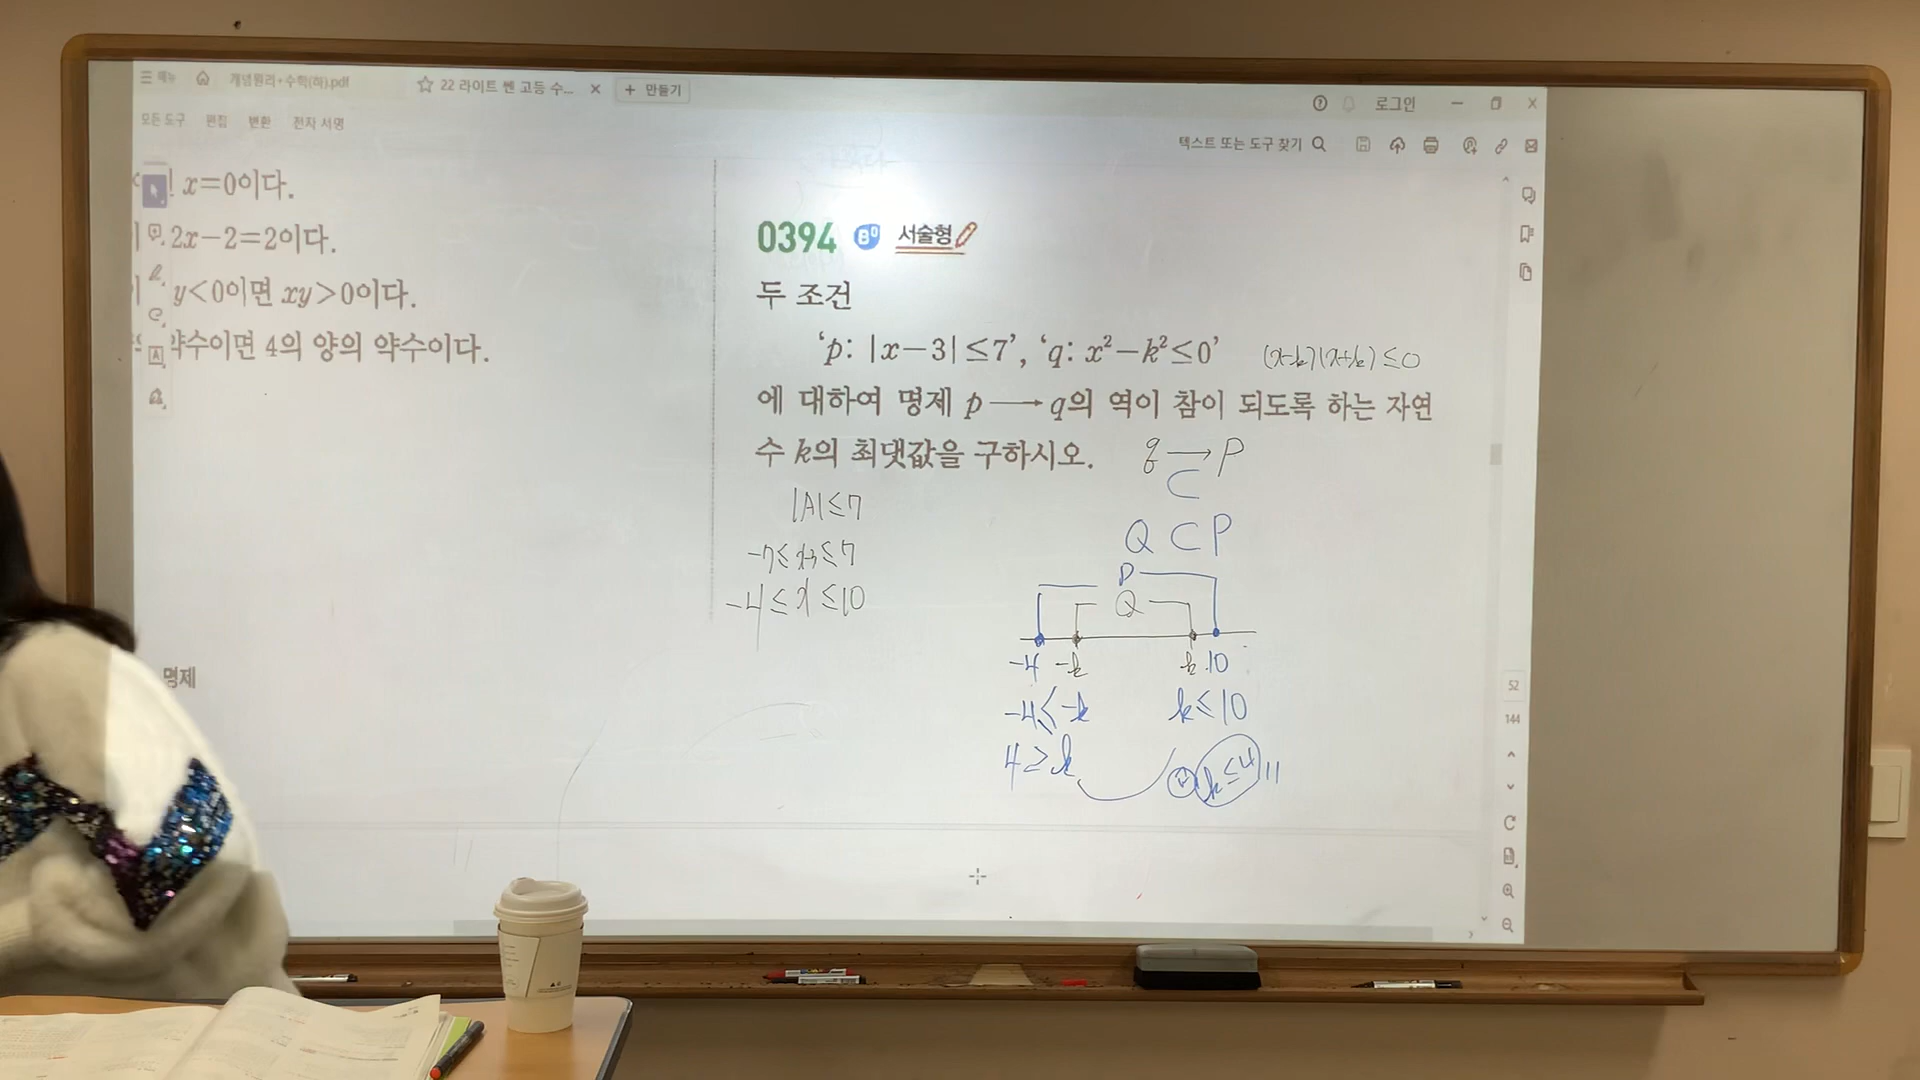 메뉴 개념원리+수학(하).pdf 22 라이트 쎈 고등 수... × + 만들기
로그인
모든 도구 편집 변환 전자 서명
텍스트 또는 도구 찾기
x=0이다.
2x-2=2이다.
y<0이면 xy>0이다.
약수이면 4의 양의 약수이다.
명제
0394 서술형
두 조건
‘p: |x-3|≤7’, ‘q: x²-k²≤0’ (x-k)(x+k)≤0
에 대하여 명제 p → q의 역이 참이 되도록 하는 자연
수 k의 최댓값을 구하시오.
q → p
⊂
|A|≤7
-7≤x-3≤7
-4≤x≤10
Q ⊂ P
P
Q
-4 -k k 10
-4≤-k k≤10
4≥k k≤4
52
144